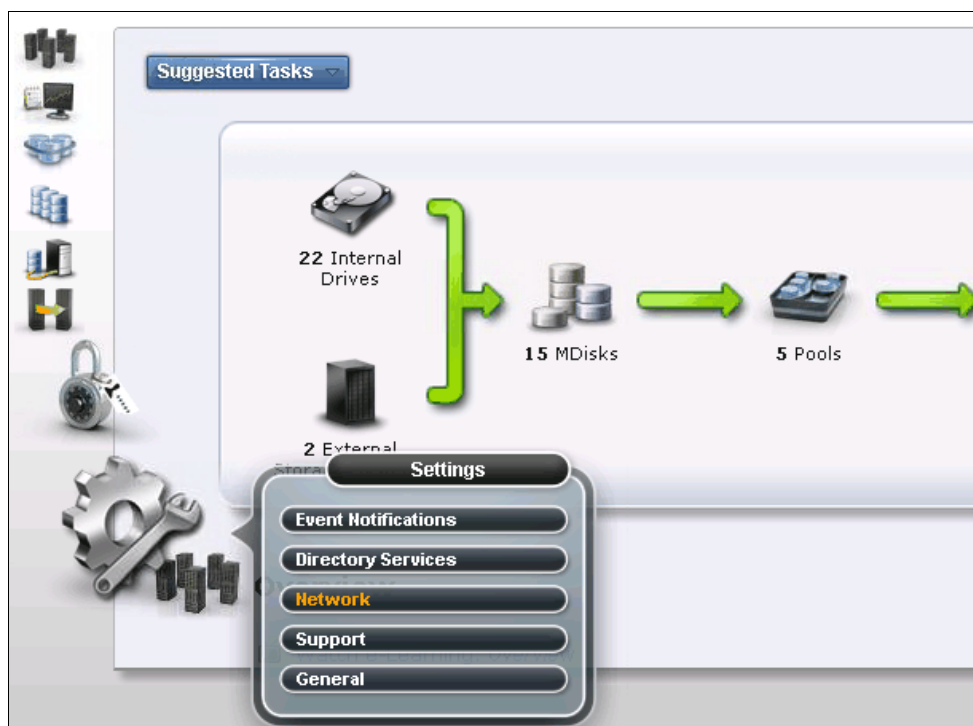 Suggested Tasks
22 Internal
Drives
15 MDisks
5 Pools
2 External
Settings
Event Notifications
Directory Services
Network
Support
General
Overview